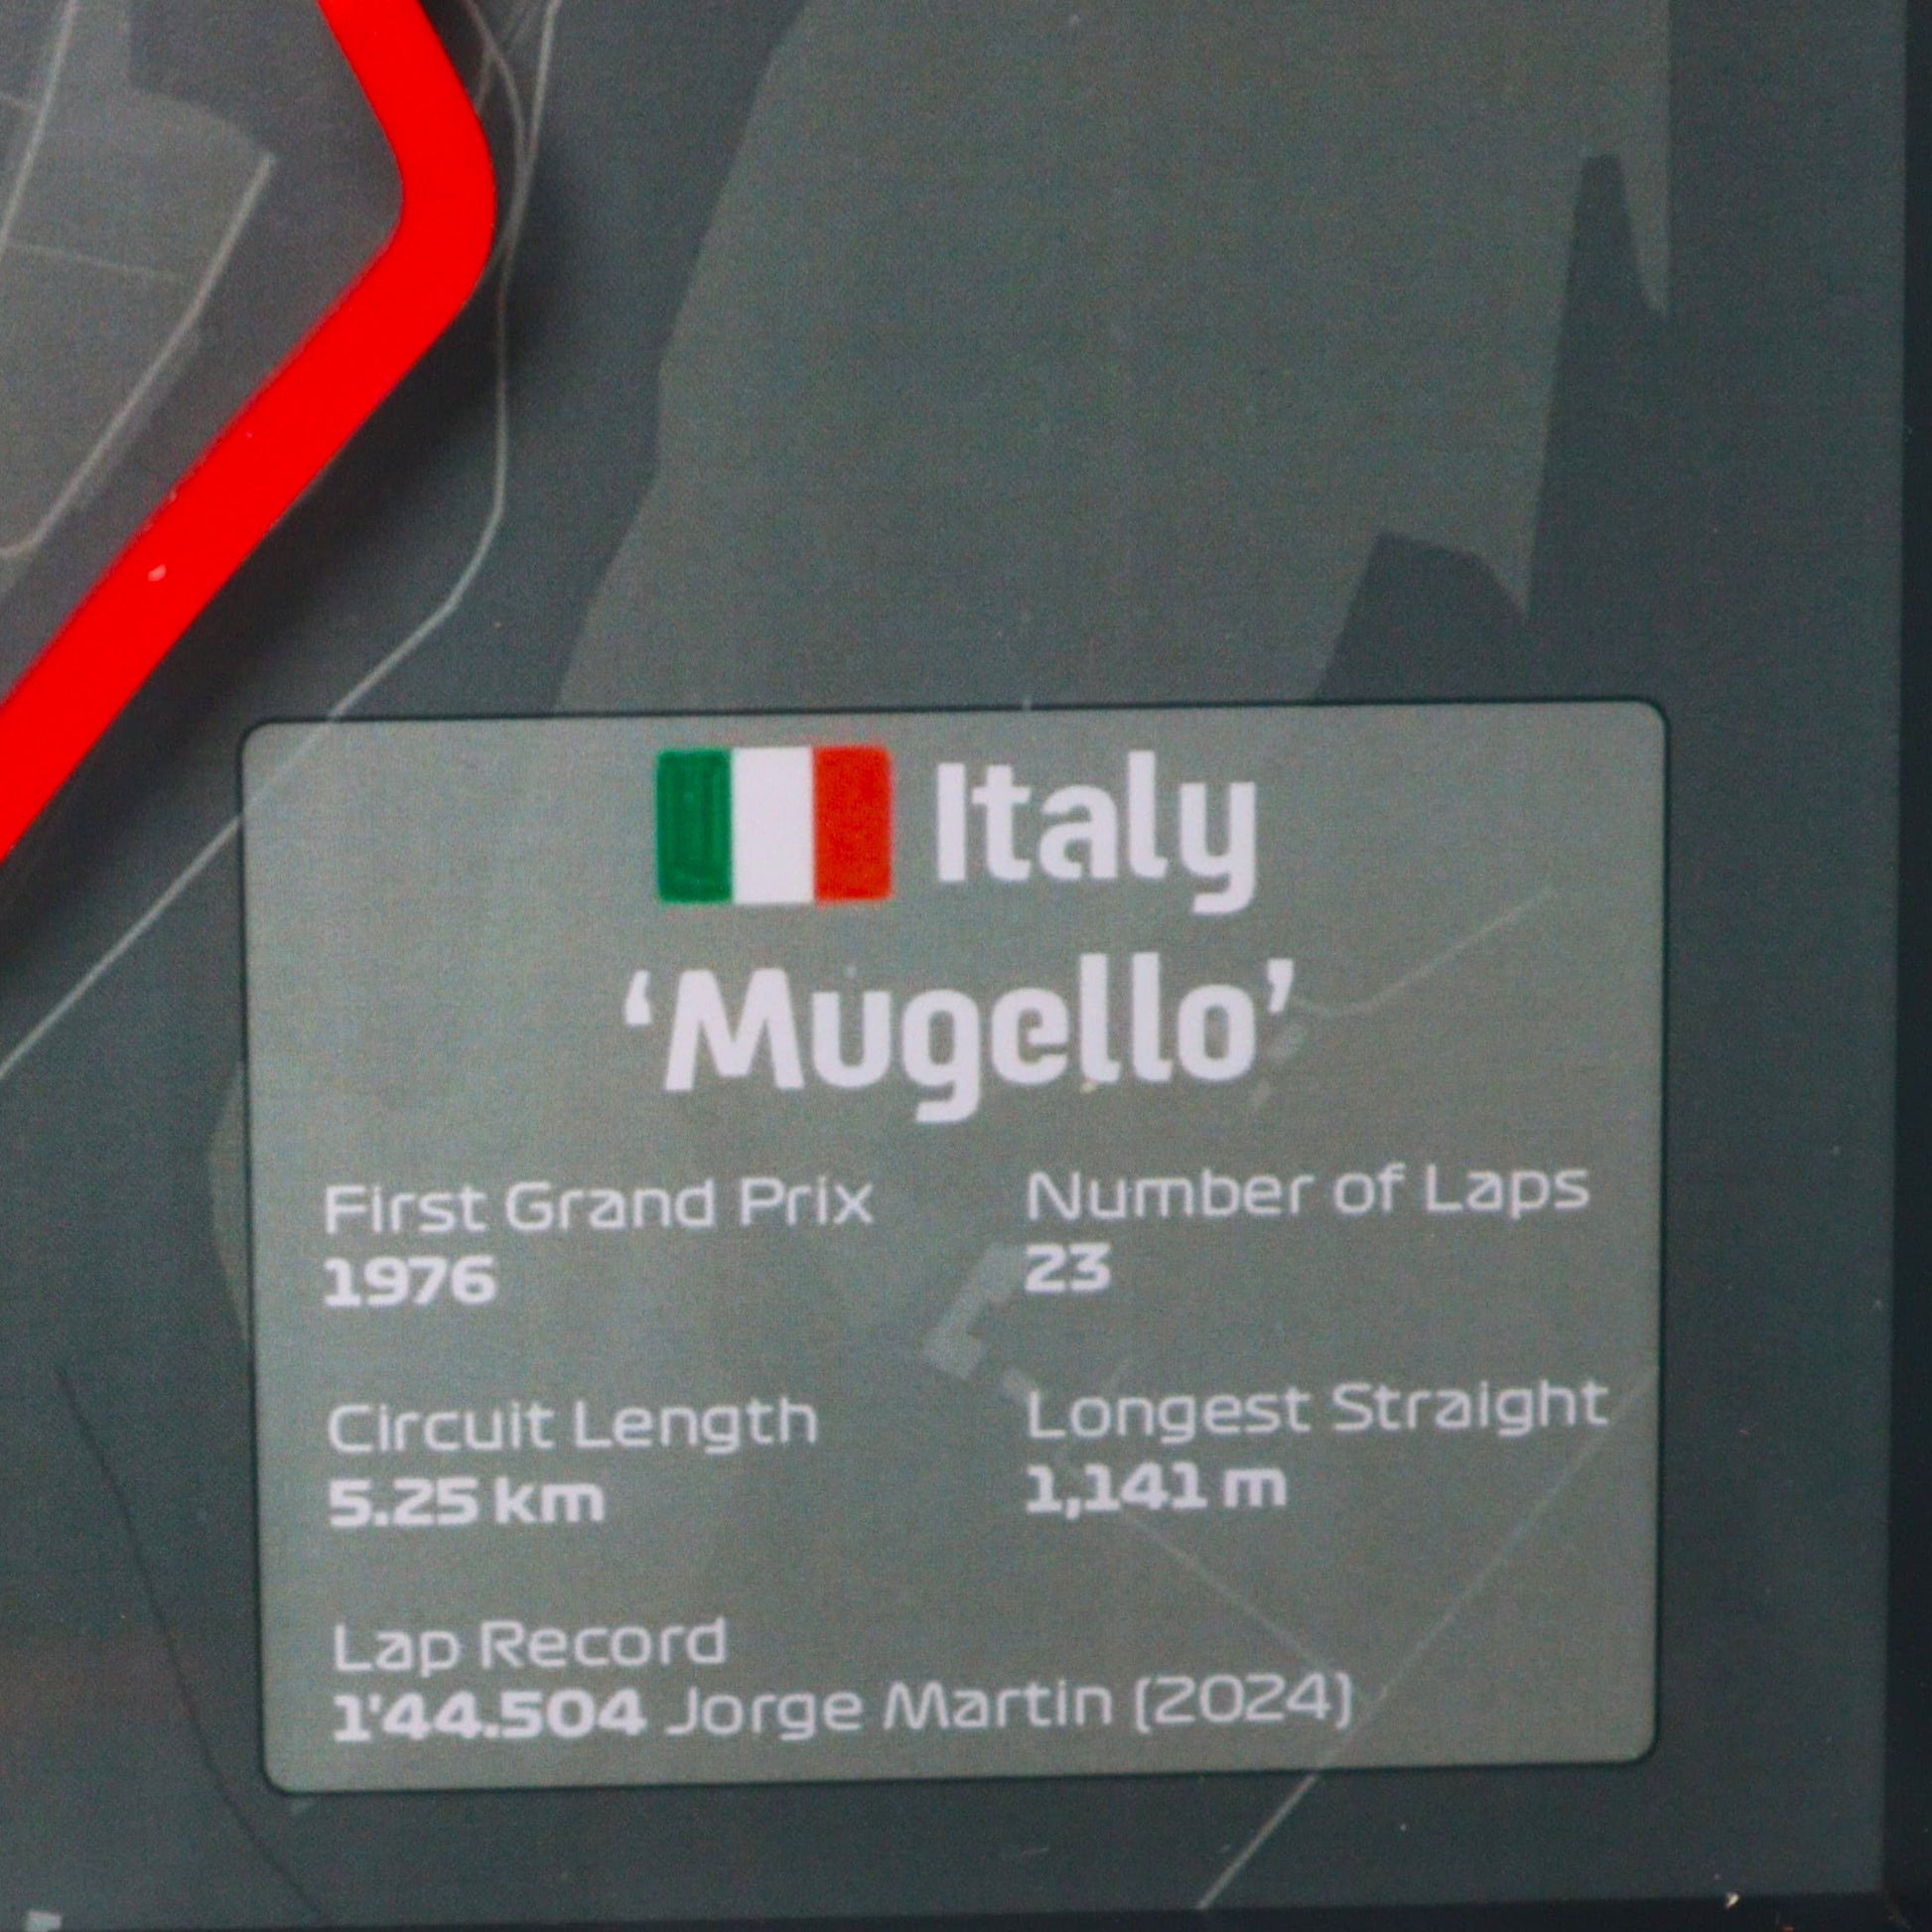 Italy
‘Mugello’
First Grand Prix
1976
Number of Laps
23
Circuit Length
5.25 km
Longest Straight
1,141 m
Lap Record
1'44.504 Jorge Martin (2024)